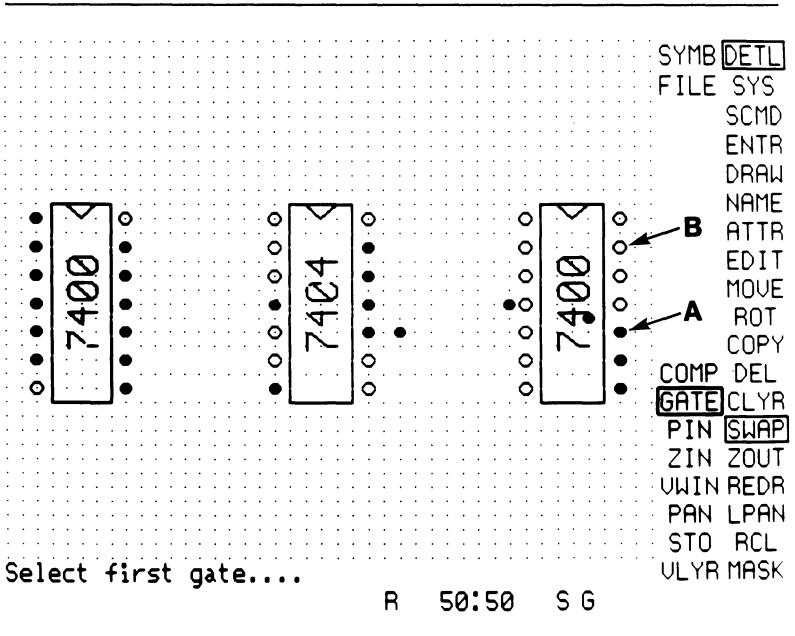 SYMB DETL
FILE SYS
SCMD
ENTR
DRAW
NAME
ATTR
EDIT
MOVE
ROT
COPY
COMP DEL
GATE CLYR
PIN SWAP
ZIN ZOUT
VWIN REDR
PAN LPAN
STO RCL
VLYR MASK
7400
7404
7400
B
A
Select first gate....
R 50:50 S G